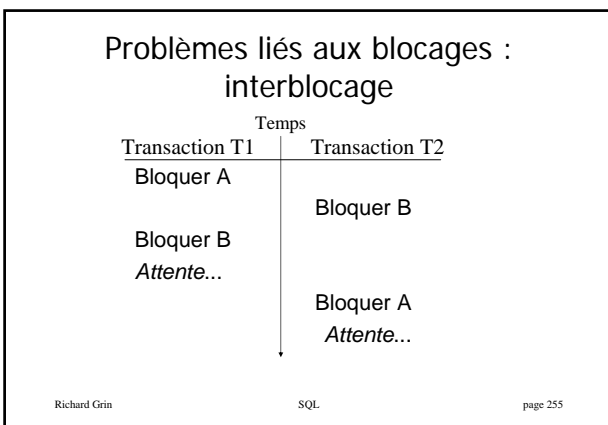 Problèmes liés aux blocages :
interblocage
Temps
Transaction T1 Transaction T2
Bloquer A
Bloquer B
Bloquer B
Attente...
Bloquer A
Attente...
Richard Grin SQL page 255